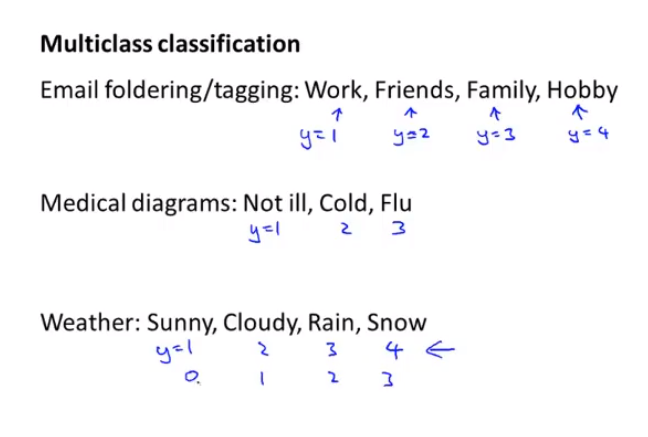 Multiclass classification
Email foldering/tagging: Work, Friends, Family, Hobby
y=1 y=2 y=3 y=4
Medical diagrams: Not ill, Cold, Flu
y=1 2 3
Weather: Sunny, Cloudy, Rain, Snow
y=1 2 3 4 ←
0 1 2 3